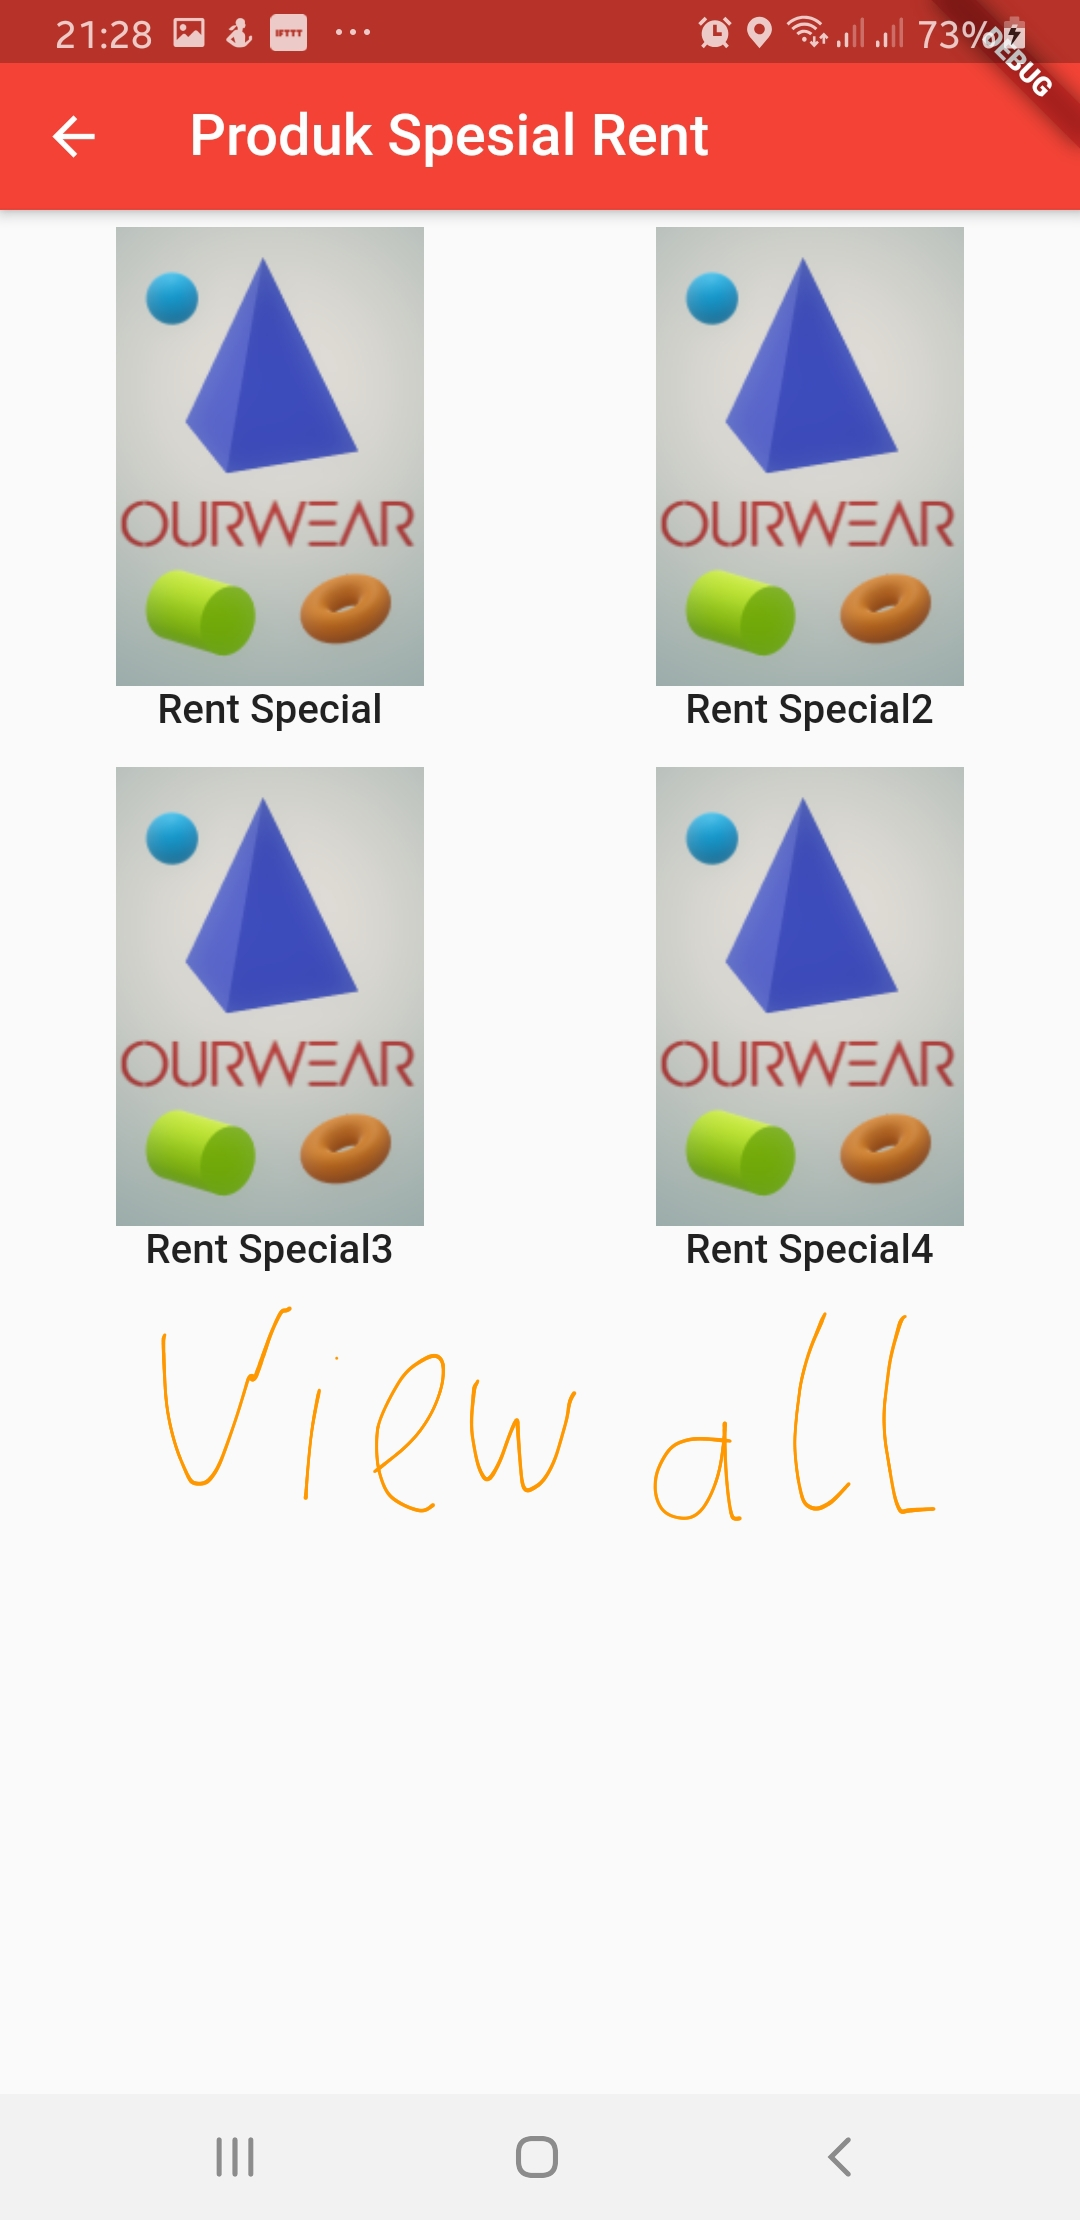 21:28 IFTTT 73%
DEBUG
Produk Spesial Rent
OURWEAR OURWEAR
Rent Special Rent Special2
OURWEAR OURWEAR
Rent Special3 Rent Special4
View all